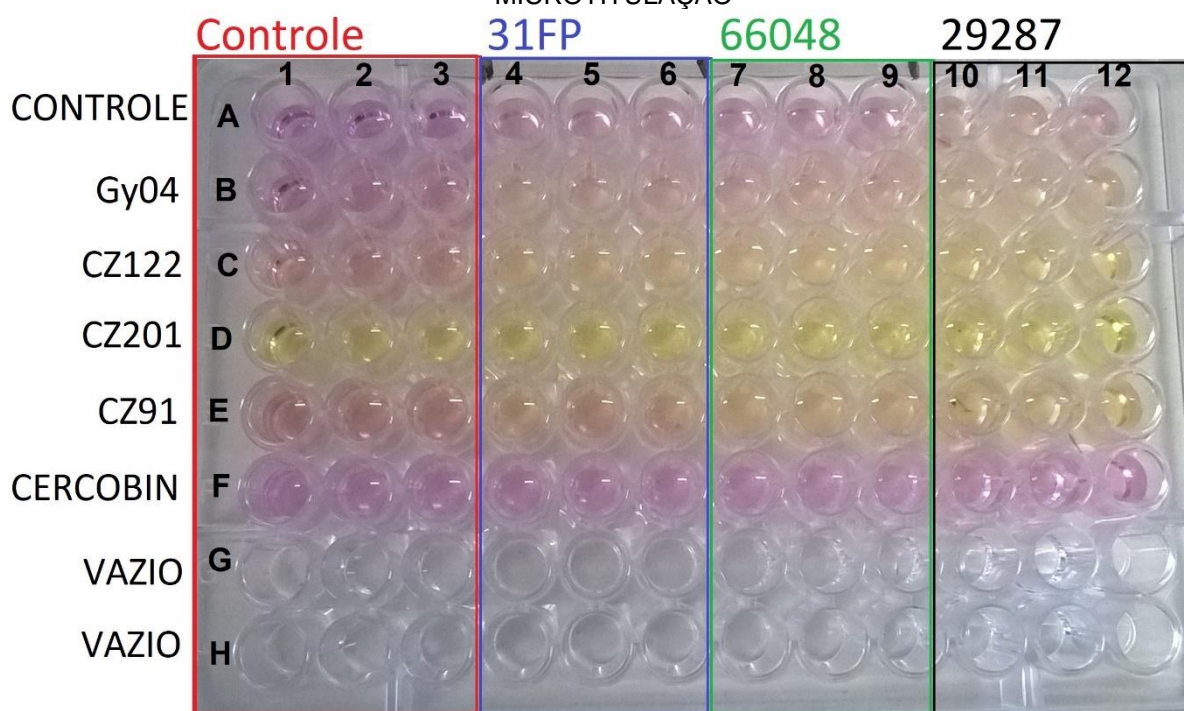 Controle 31FP 66048 29287
1 2 3 4 5 6 7 8 9 10 11 12
CONTROLE A
Gy04 B
CZ122 C
CZ201 D
CZ91 E
CERCOBIN F
VAZIO G
VAZIO H